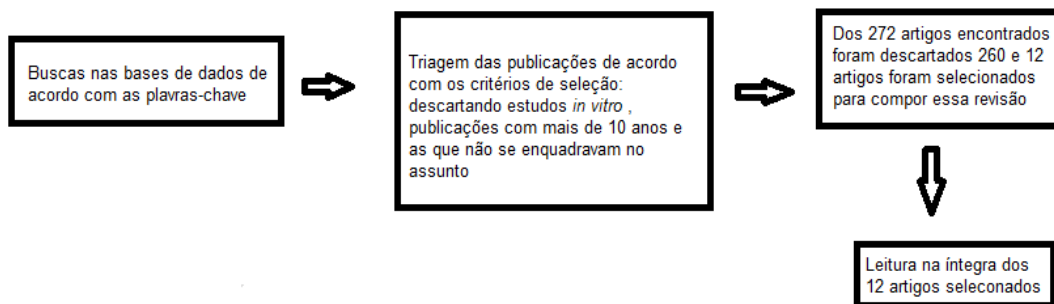 Buscas nas bases de dados de
acordo com as plavras-chave
Triagem das publicações de acordo
com os critérios de seleção:
descartando estudos in vitro ,
publicações com mais de 10 anos e
as que não se enquadravam no
assunto
Dos 272 artigos encontrados
foram descartados 260 e 12
artigos foram selecionados
para compor essa revisão
Leitura na íntegra dos
12 artigos seleconados